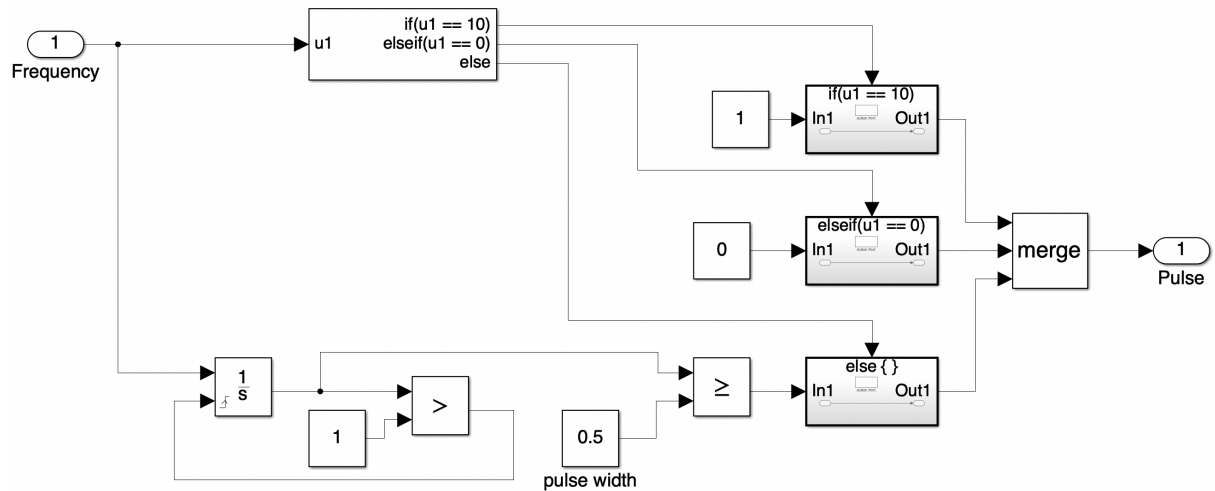 1
Frequency
u1
if(u1 == 10)
elseif(u1 == 0)
else
1
if(u1 == 10)
In1 Out1
0
elseif(u1 == 0)
In1 Out1
merge
1
Pulse
1
s
>
1
≥
0.5
pulse width
else { }
In1 Out1